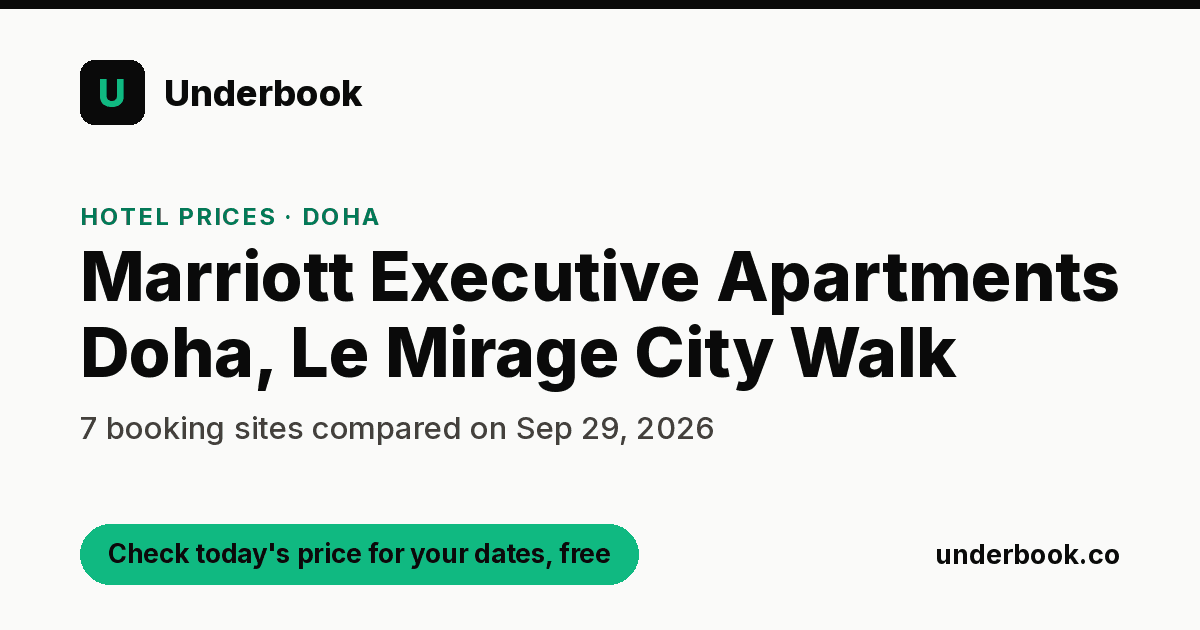 U Underbook
HOTEL PRICES · DOHA
Marriott Executive Apartments
Doha, Le Mirage City Walk
7 booking sites compared on Sep 29, 2026
Check today's price for your dates, free
underbook.co